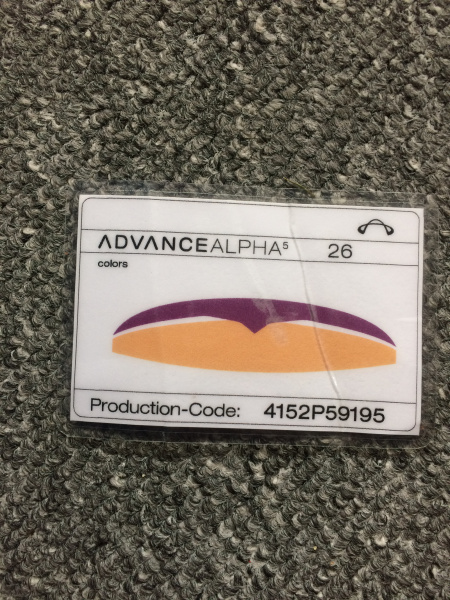 ADVANCEALPHA⁵ 26
colors
Production-Code: 4152P59195